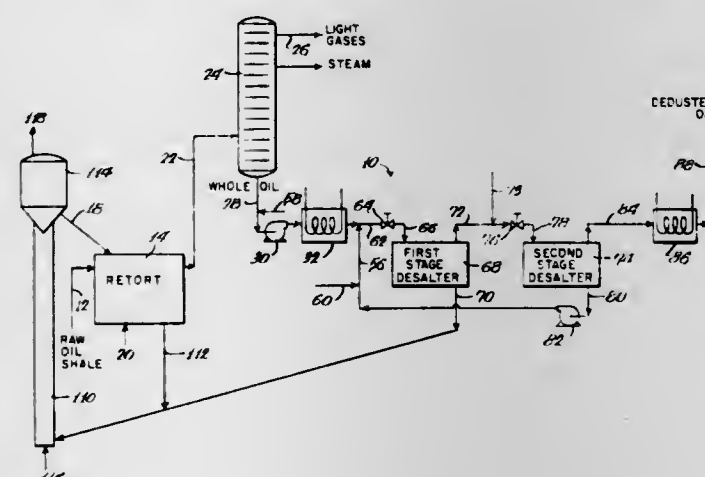 LIGHT
GASES
26
STEAM
24
118
114
22
10
WHOLE OIL
28
58
64
66
72
76
78
84
88
18
14
RETORT
30
32
62
56
FIRST
STAGE
DESALTER
68
SECOND
STAGE
DESALTER
86
12
60
70
80
82
RAW
OIL
SHALE
20
112
110